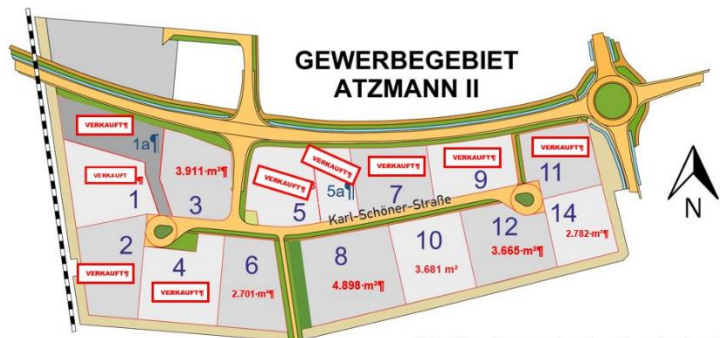 GEWERBEGEBIET
ATZMANN II
VERKAUFT¶
1a¶
3.911·m²¶
VERKAUFT
¶
1
3
VERKAUFT¶
5
VERKAUFT¶
5a¶
VERKAUFT¶
7
VERKAUFT¶
9
VERKAUFT¶
11
Karl-Schöner-Straße
N
2
VERKAUFT¶
4
VERKAUFT¶
6
2.701·m²¶
8
4.898·m²¶
10
3.681 m²
12
3.665·m²¶
14
2.782·m²¶